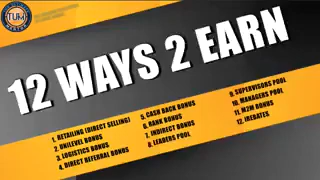 TUM
12 WAYS 2 EARN
1. RETAILING (DIRECT SELLING)
2. UNILEVEL BONUS
3. LOGISTICS BONUS
4. DIRECT REFERRAL BONUS
5. CASH BACK BONUS
6. RANK BONUS
7. INDIRECT BONUS
8. LEADERS POOL
9. SUPERVISORS POOL
10. MANAGERS POOL
11. M2M BONUS
12. IREBATES